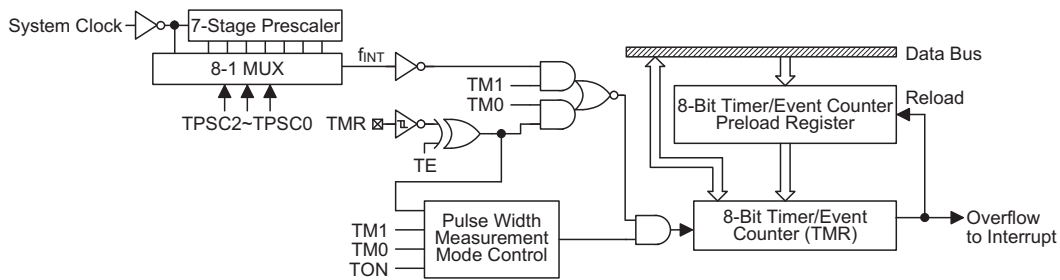 System Clock
7-Stage Prescaler
8-1 MUX
fINT
TPSC2~TPSC0
TMR
TE
TM1
TM0
Data Bus
8-Bit Timer/Event Counter
Preload Register
Reload
TM1
TM0
TON
Pulse Width
Measurement
Mode Control
8-Bit Timer/Event
Counter (TMR)
Overflow
to Interrupt